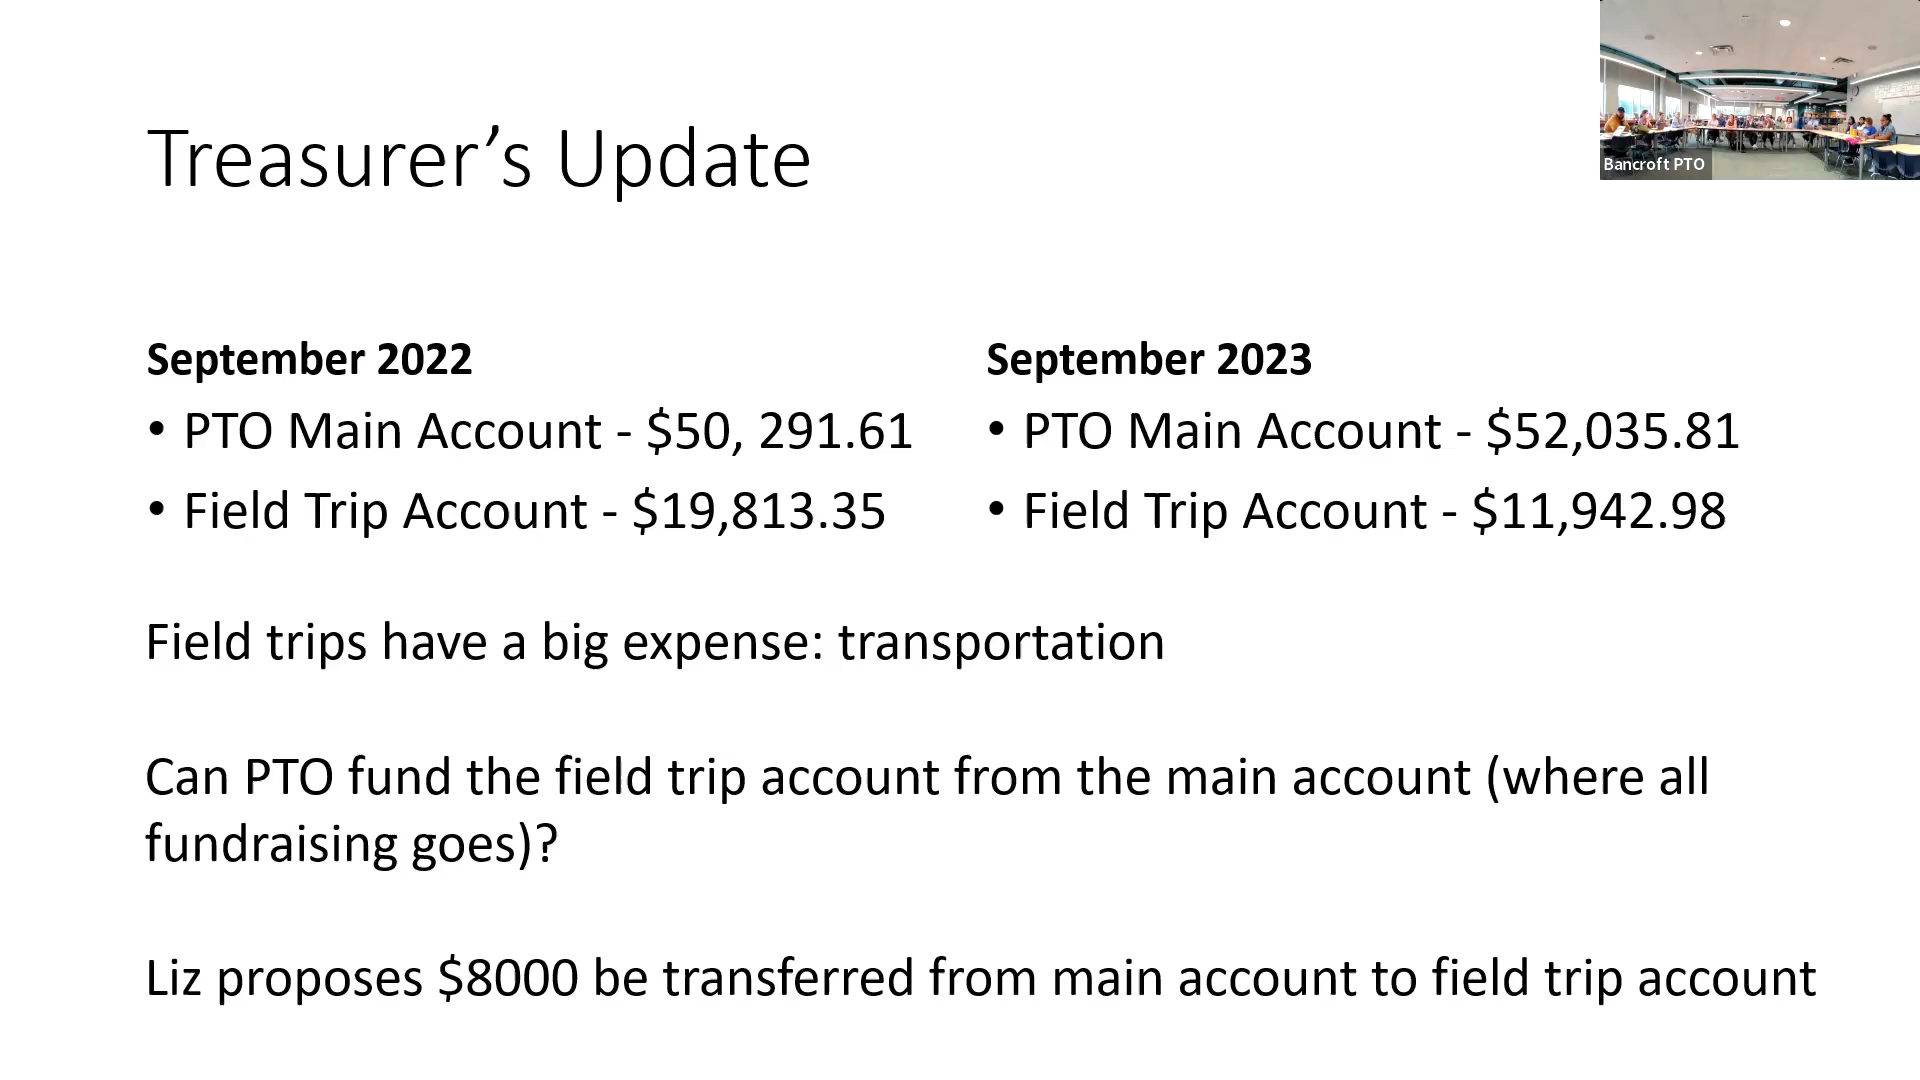 Treasurer’s Update
Bancroft PTO
September 2022
• PTO Main Account - $50, 291.61
• Field Trip Account - $19,813.35
September 2023
• PTO Main Account - $52,035.81
• Field Trip Account - $11,942.98
Field trips have a big expense: transportation
Can PTO fund the field trip account from the main account (where all
fundraising goes)?
Liz proposes $8000 be transferred from main account to field trip account